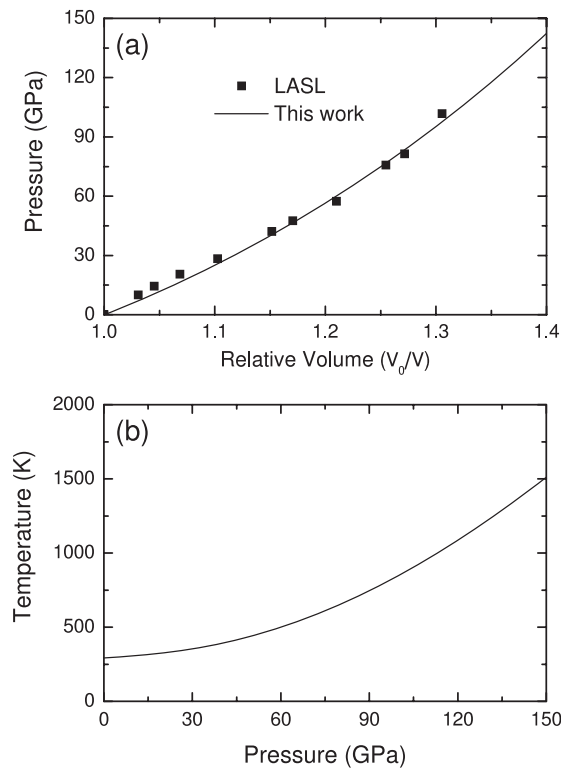 (a)
LASL
This work
Pressure (GPa)
150
120
90
60
30
0
1.0 1.1 1.2 1.3 1.4
Relative Volume (V₀/V)
(b)
Temperature (K)
2000
1500
1000
500
0
0 30 60 90 120 150
Pressure (GPa)